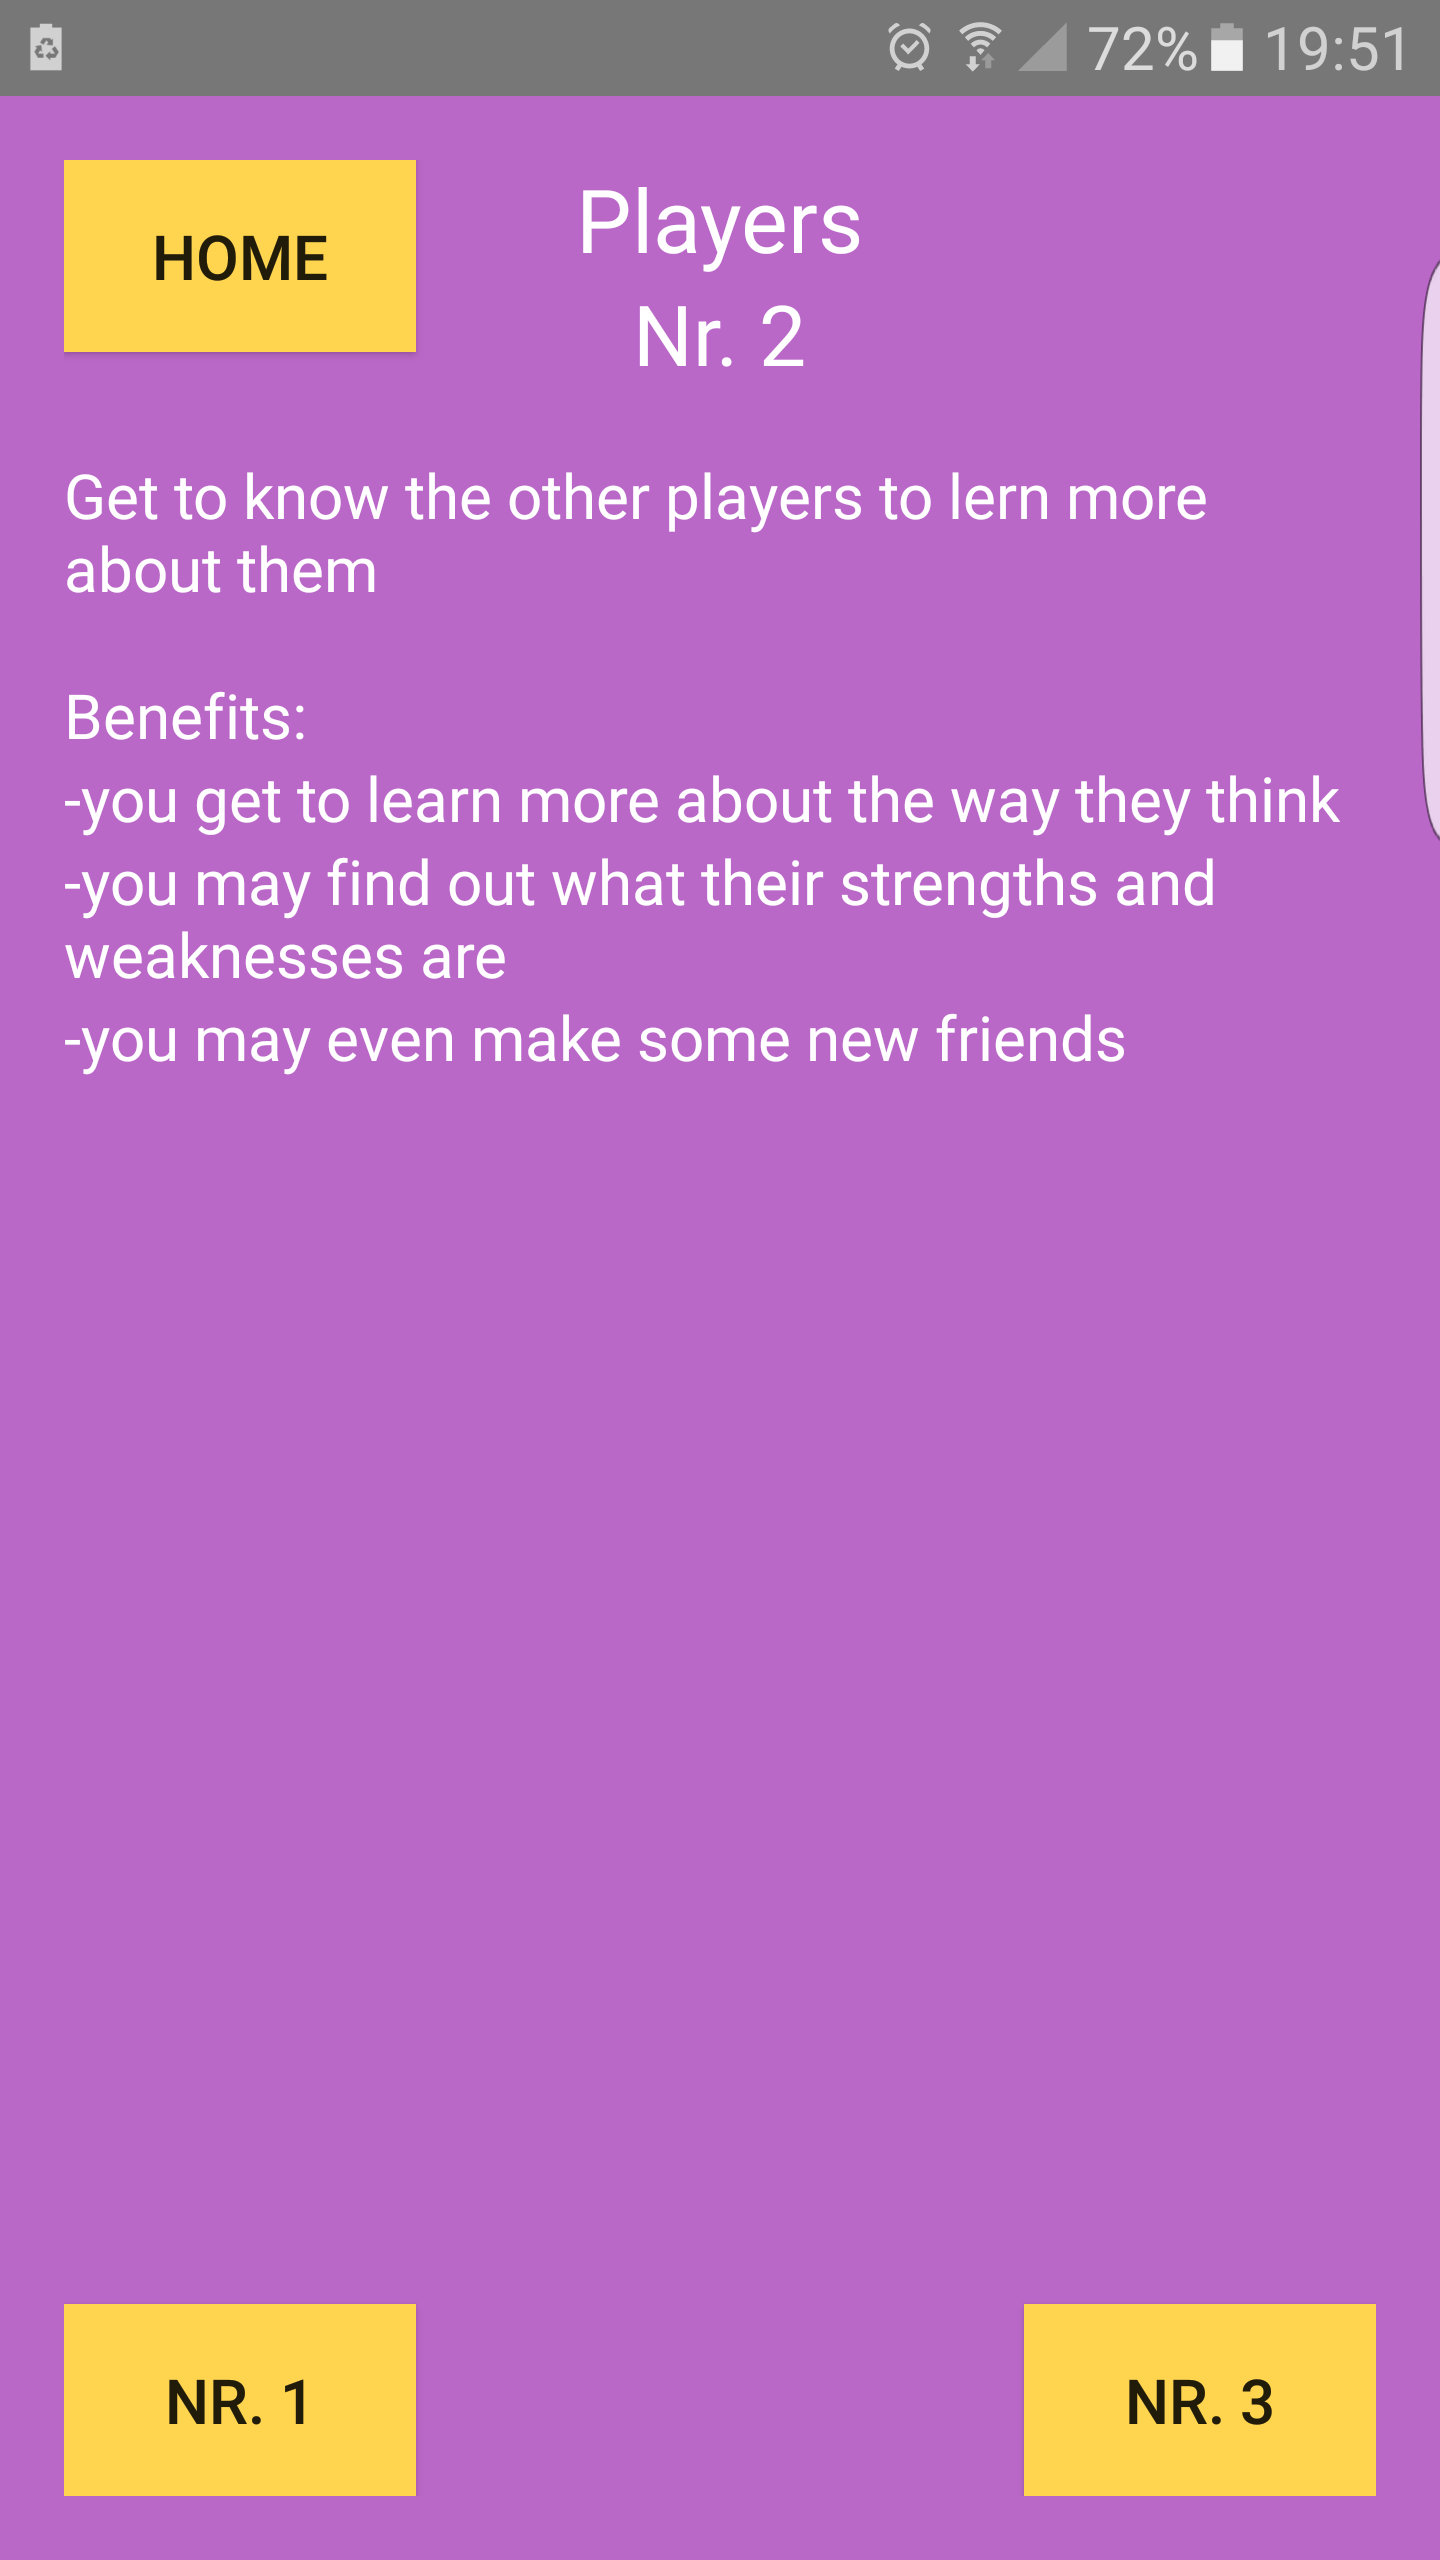 72% 19:51
HOME
Players
Nr. 2
Get to know the other players to lern more
about them
Benefits:
-you get to learn more about the way they think
-you may find out what their strengths and
weaknesses are
-you may even make some new friends
NR. 1
NR. 3